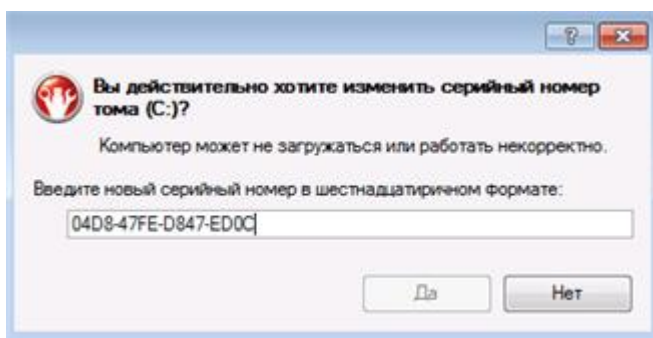 Вы действительно хотите изменить серийный номер
тома (C:)?
Компьютер может не загружаться или работать некорректно.
Введите новый серийный номер в шестнадцатиричном формате:
04D8-47FE-D847-ED0C
Да
Нет